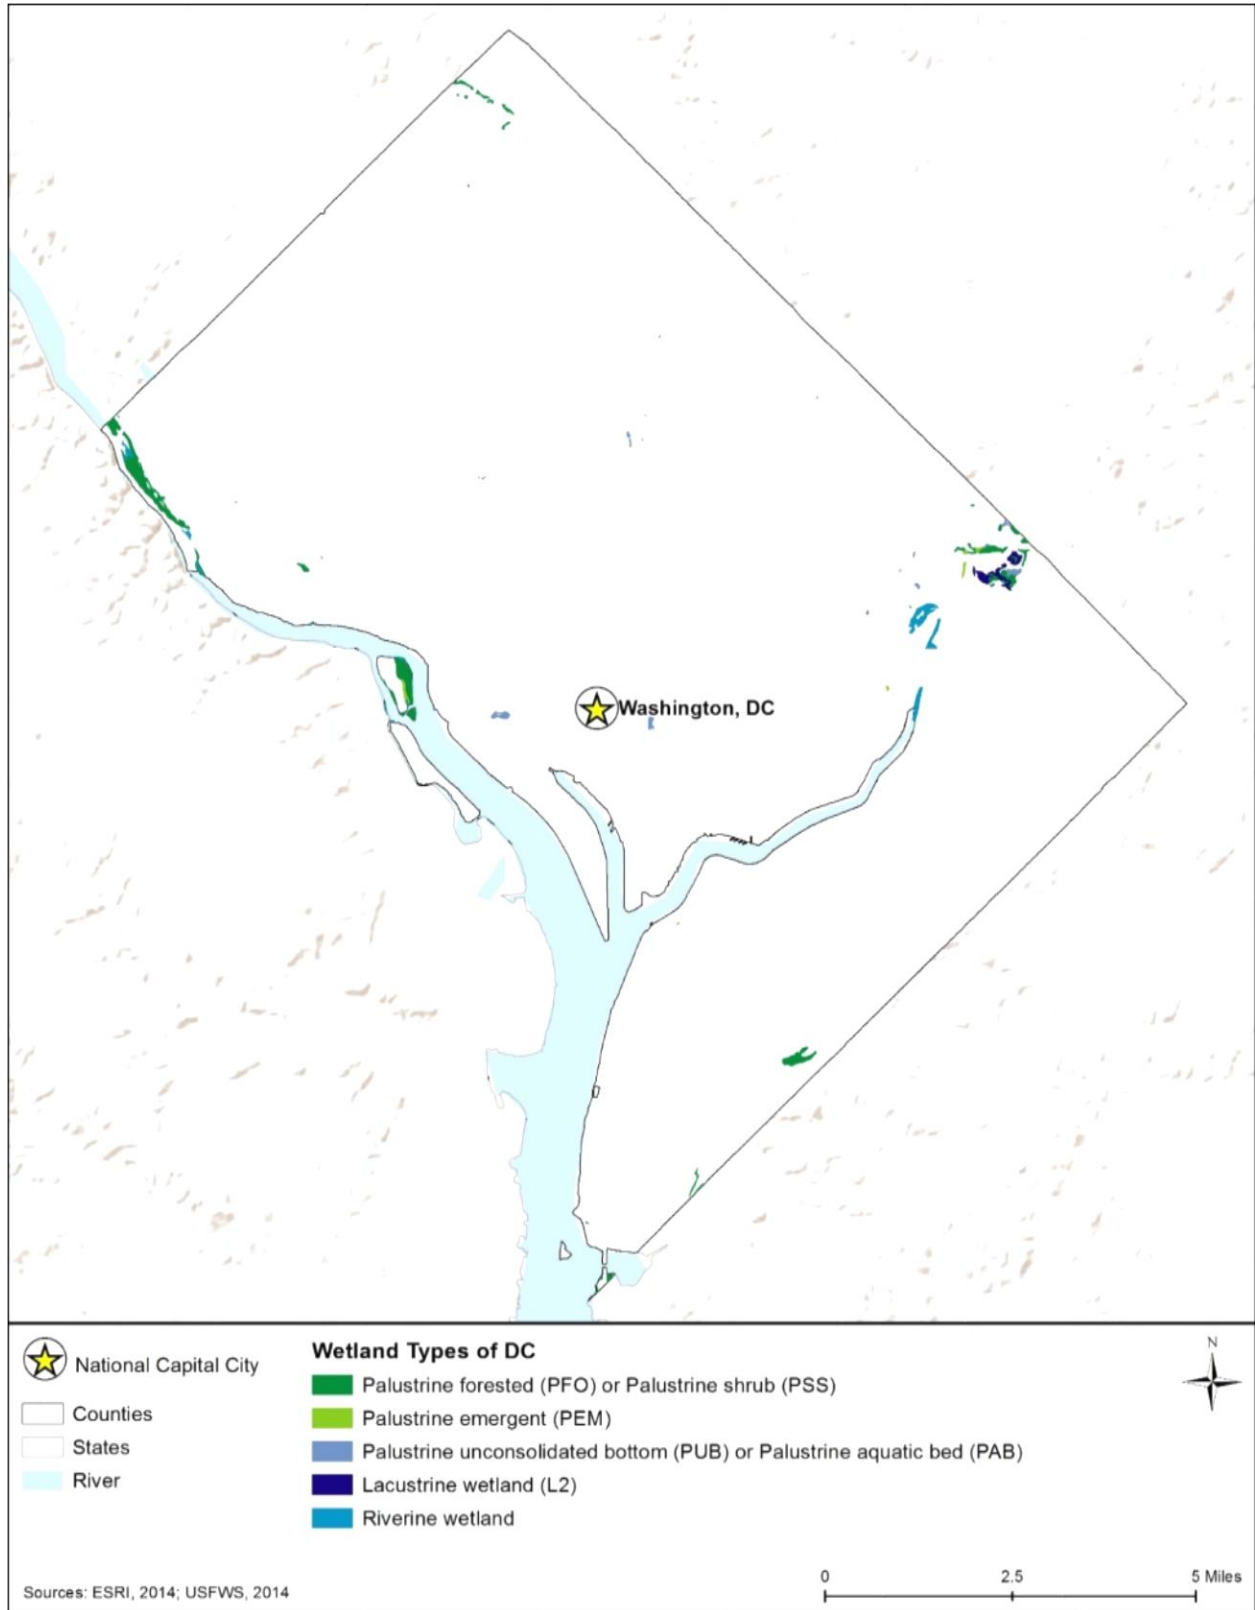 Washington, DC
National Capital City
Counties
States
River
Wetland Types of DC
Palustrine forested (PFO) or Palustrine shrub (PSS)
Palustrine emergent (PEM)
Palustrine unconsolidated bottom (PUB) or Palustrine aquatic bed (PAB)
Lacustrine wetland (L2)
Riverine wetland
N
Sources: ESRI, 2014; USFWS, 2014
0 2.5 5 Miles